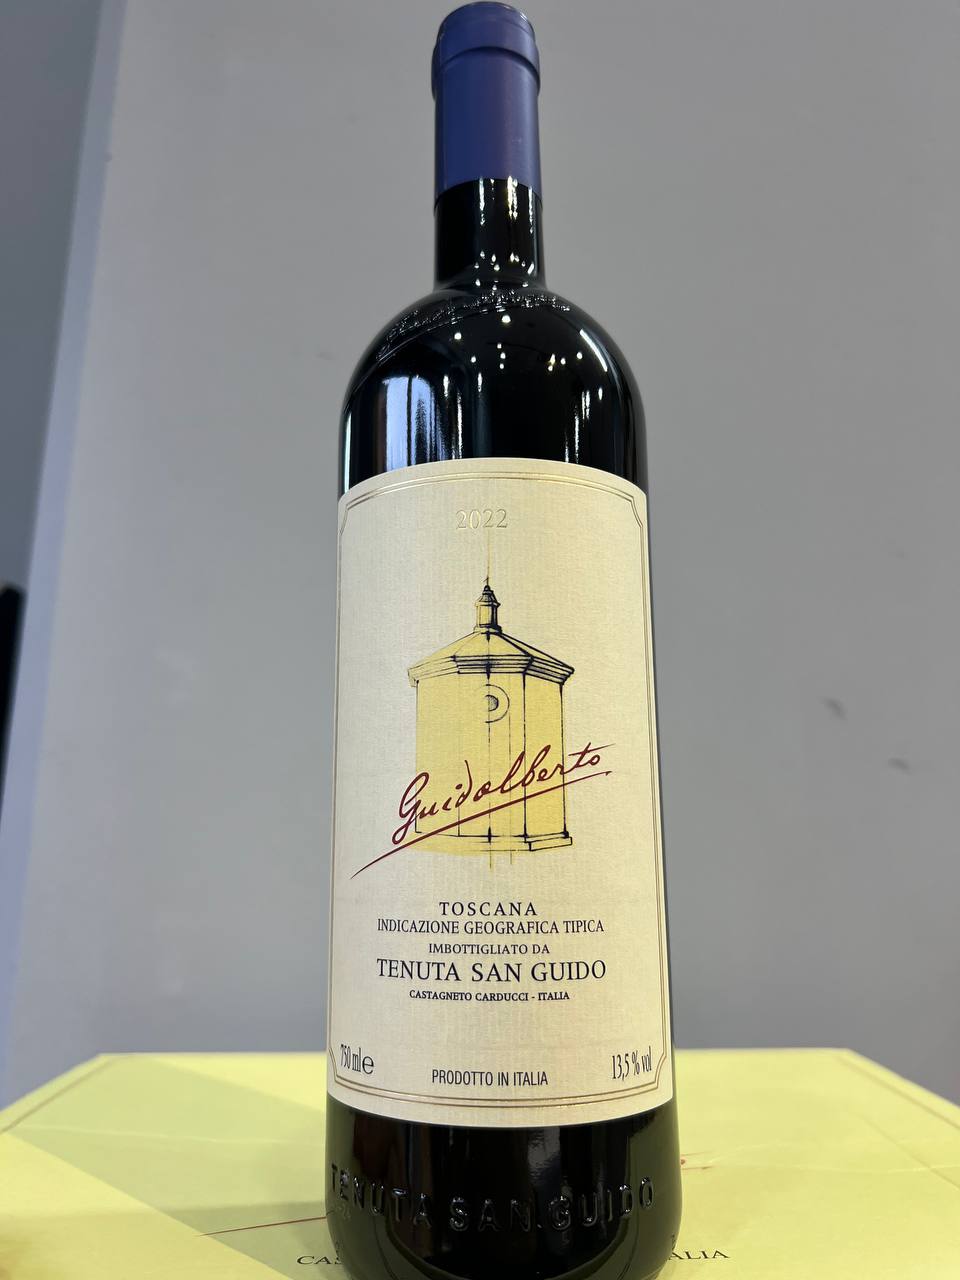 2022
Guidalberto
TOSCANA
INDICAZIONE GEOGRAFICA TIPICA
IMBOTTIGLIATO DA
TENUTA SAN GUIDO
CASTAGNETO CARDUCCI - ITALIA
750 ml e
PRODOTTO IN ITALIA
13,5 % vol
TENUTA SAN GUIDO